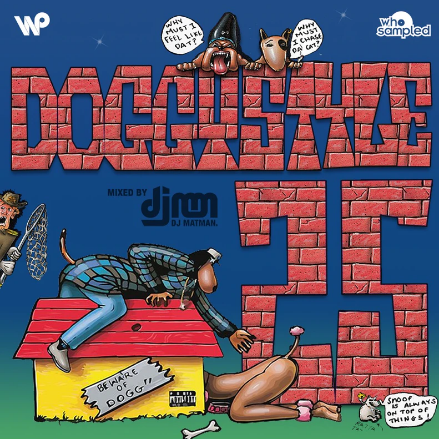 WP
who
sampled
WHY
MUST I
FEEL LIKE
DAT?
WHY
MUST I
CHASE
DA CAT?
DOGGYSTYLE
25
MIXED BY
djmm
DJ MATMAN.
BEWARE
OF
DOGG!!
SNOOP
IS ALWAYS
ON TOP OF
THINGS!